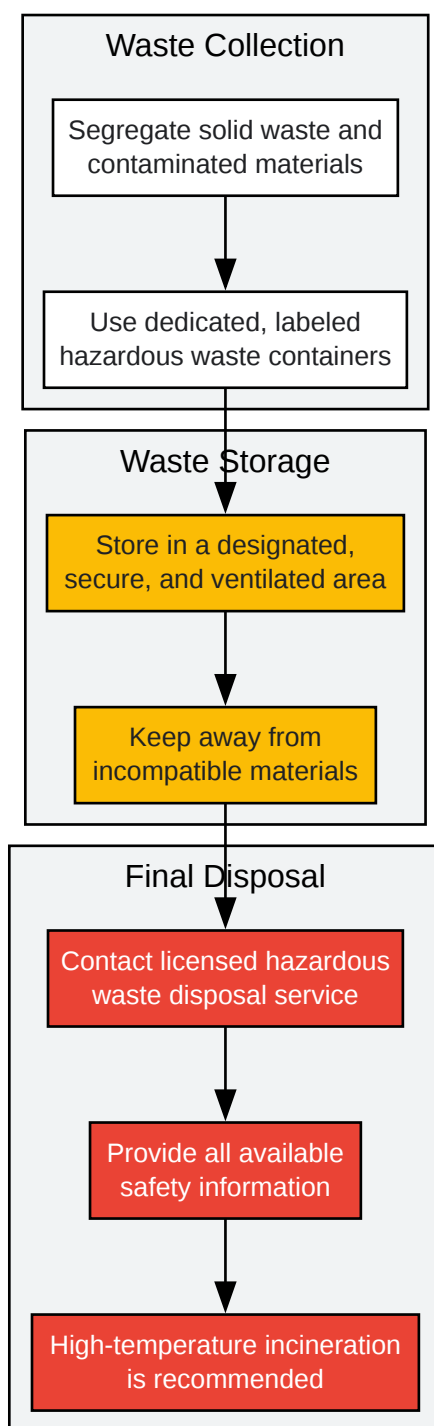 Waste Collection
Segregate solid waste and
contaminated materials
Use dedicated, labeled
hazardous waste containers
Waste Storage
Store in a designated,
secure, and ventilated area
Keep away from
incompatible materials
Final Disposal
Contact licensed hazardous
waste disposal service
Provide all available
safety information
High-temperature incineration
is recommended